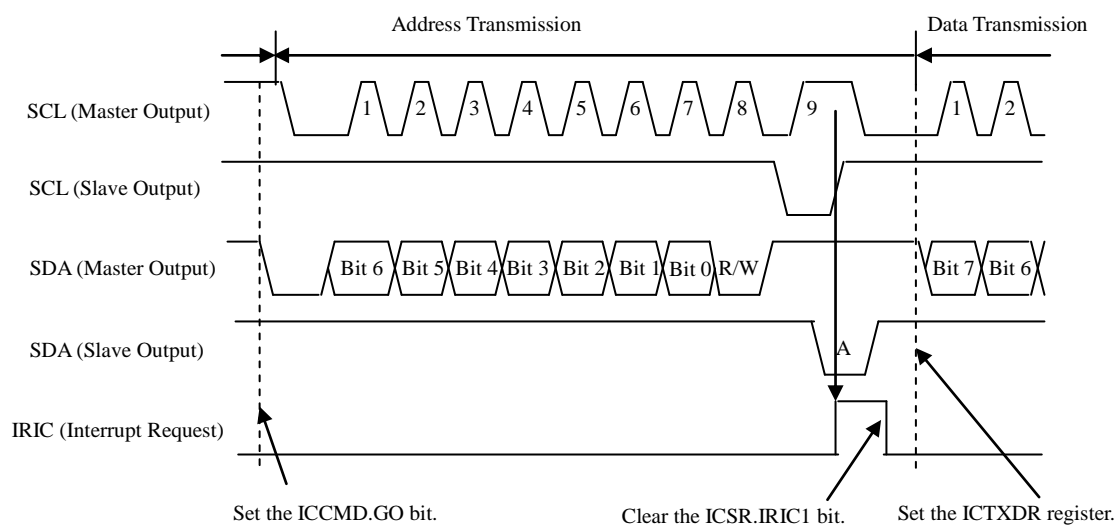 Address Transmission
Data Transmission
SCL (Master Output)
1 2 3 4 5 6 7 8 9 1 2
SCL (Slave Output)
SDA (Master Output)
Bit 6 Bit 5 Bit 4 Bit 3 Bit 2 Bit 1 Bit 0 R/W Bit 7 Bit 6
SDA (Slave Output)
A
IRIC (Interrupt Request)
Set the ICCMD.GO bit.
Clear the ICSR.IRIC1 bit.
Set the ICTXDR register.